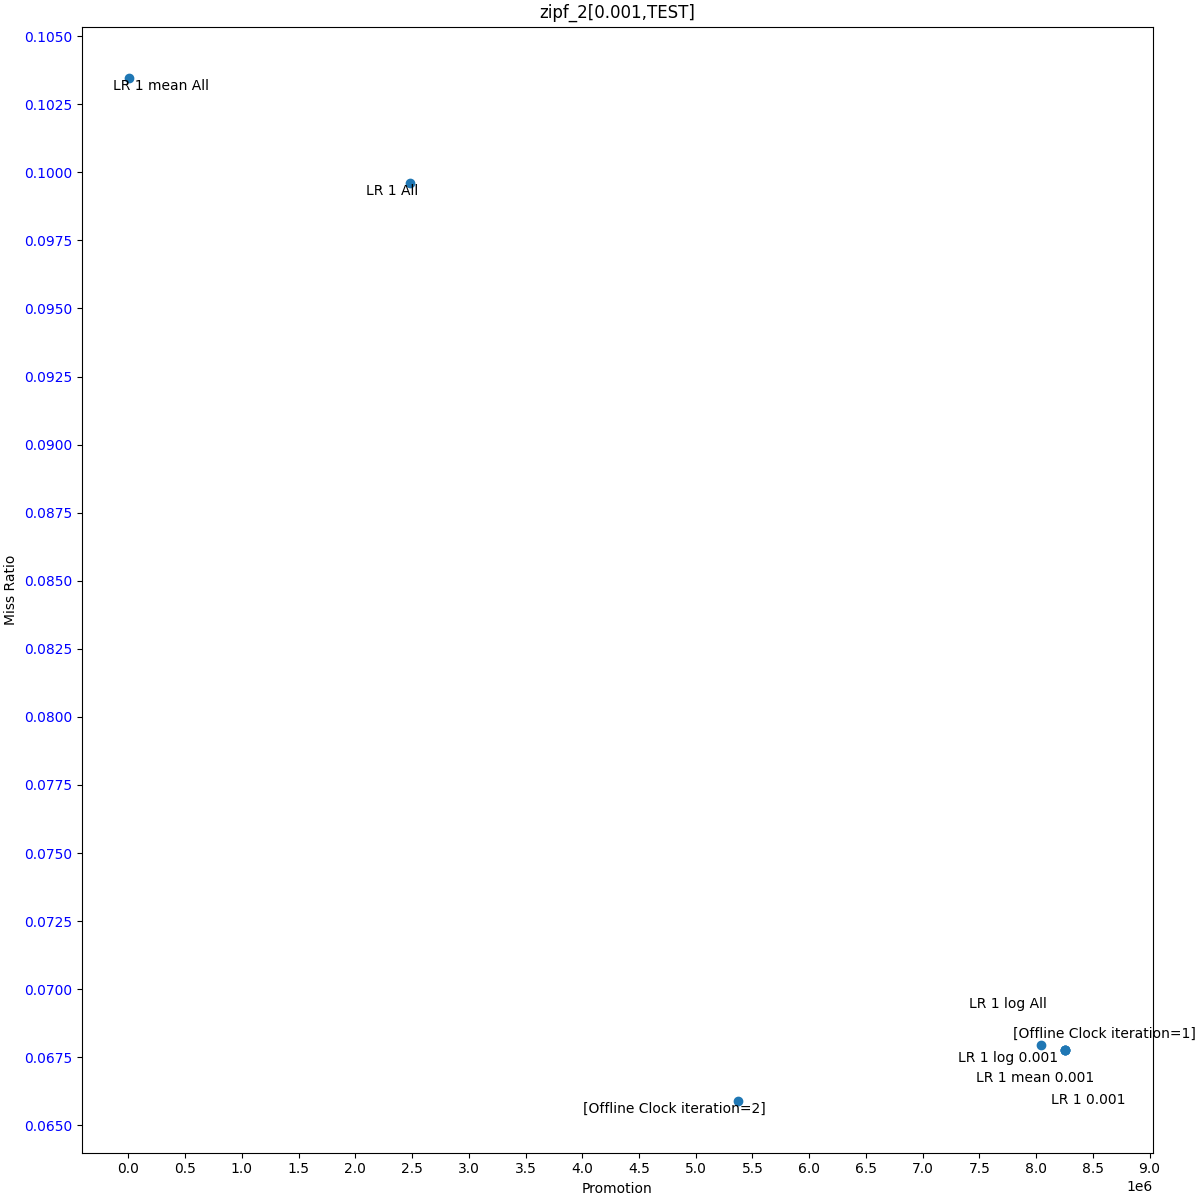 zipf_2[0.001,TEST]
0.1050
LR 1 mean All
0.1025
0.1000
LR 1 All
0.0975
0.0950
0.0925
0.0900
0.0875
0.0850
Miss Ratio
0.0825
0.0800
0.0775
0.0750
0.0725
0.0700
LR 1 log All
[Offline Clock iteration=1]
0.0675
LR 1 log 0.001
LR 1 mean 0.001
LR 1 0.001
[Offline Clock iteration=2]
0.0650
0.0 0.5 1.0 1.5 2.0 2.5 3.0 3.5 4.0 4.5 5.0 5.5 6.0 6.5 7.0 7.5 8.0 8.5 9.0
1e6
Promotion